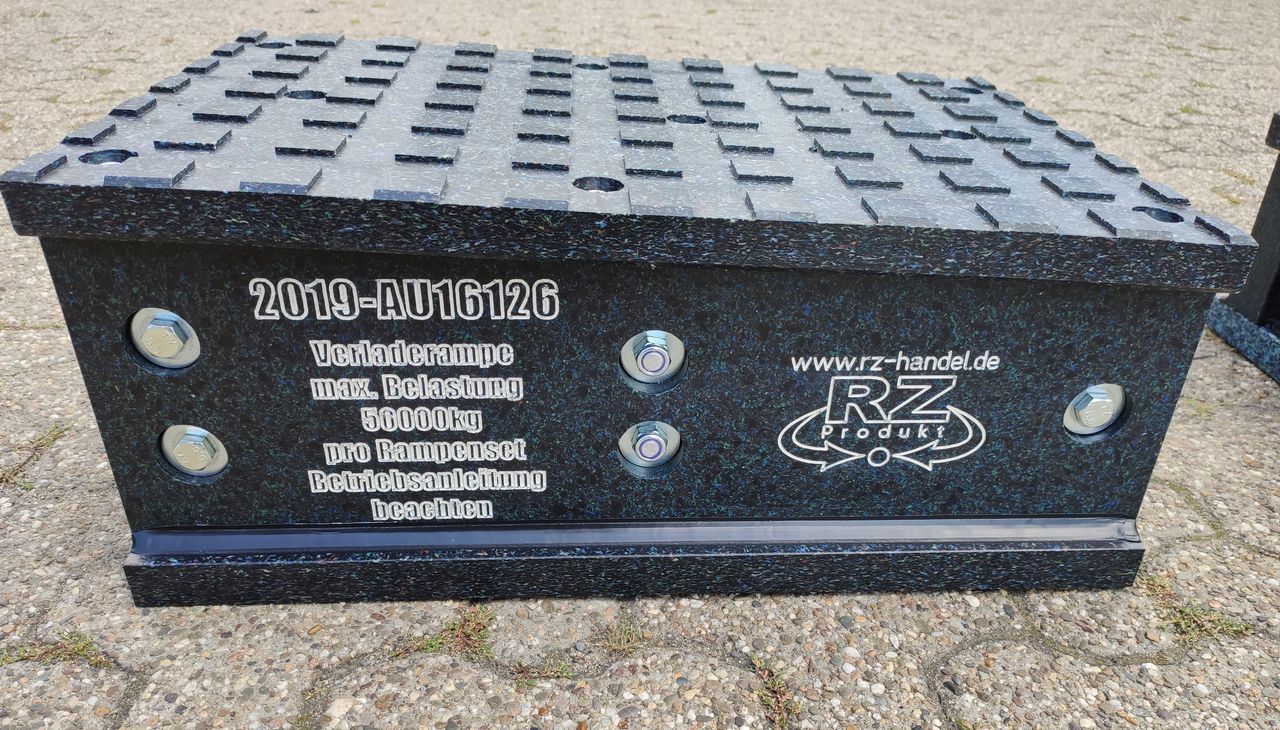 2019-AU16126
Verladerampe
max. Belastung
56000kg
pro Rampenset
Betriebsanleitung
beachten
www.rz-handel.de
RZ
Produkt